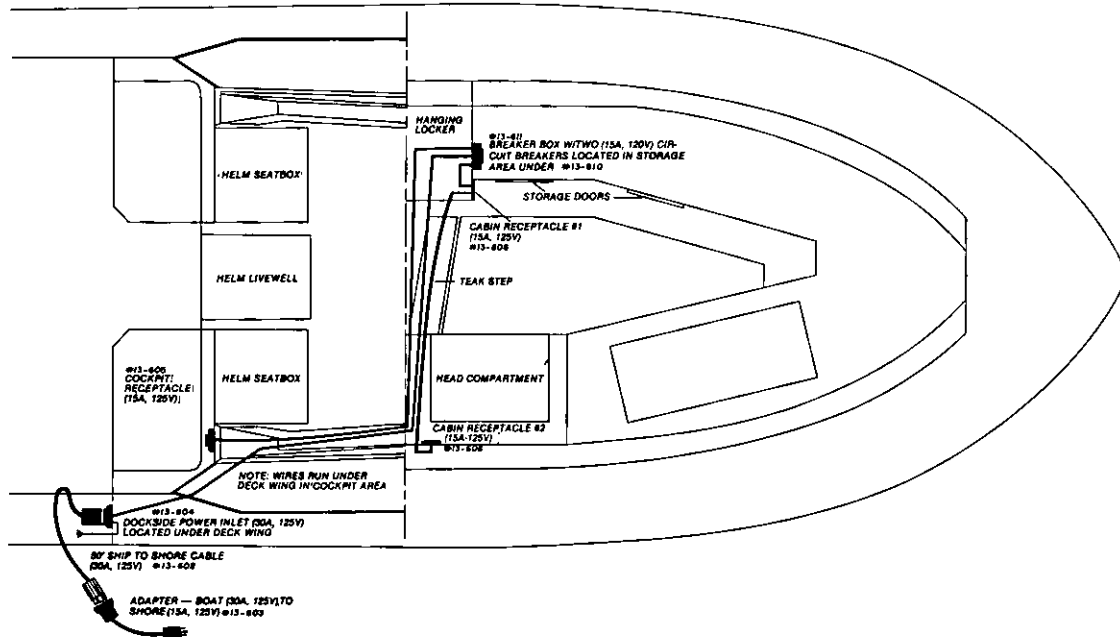 HANGING
LOCKER
⊕13-611
BREAKER BOX W/TWO (15A, 120V) CIR-
CUIT BREAKERS LOCATED IN STORAGE
AREA UNDER ⊕13-610
HELM SEATBOX
STORAGE DOORS
CABIN RECEPTACLE #1
(15A, 125V)
⊕13-606
TEAK STEP
HELM LIVEWELL
⊕13-605
COCKPIT
RECEPTACLE
(15A, 125V)
HELM SEATBOX
HEAD COMPARTMENT
CABIN RECEPTACLE #2
(15A-125V)
⊕13-606
NOTE: WIRES RUN UNDER
DECK WING IN COCKPIT AREA
⊕13-604
DOCKSIDE POWER INLET (30A, 125V)
LOCATED UNDER DECK WING
SHIP TO SHORE CABLE
(30A, 125V) ⊕13-602
ADAPTER — BOAT (30A, 125V) TO
SHORE (15A, 125V) ⊕13-603